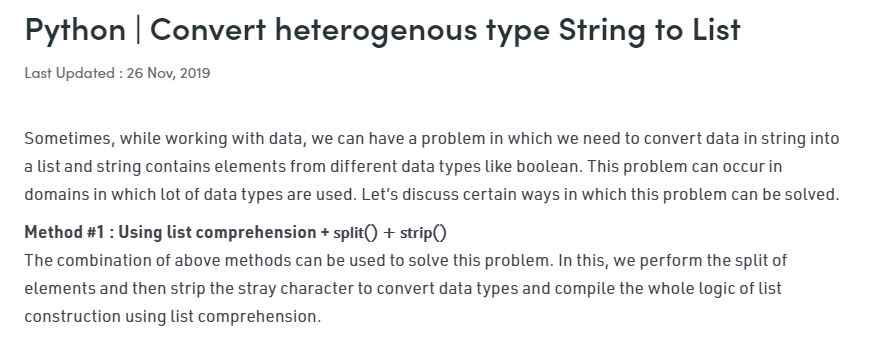 Python | Convert heterogenous type String to List
Last Updated : 26 Nov, 2019
Sometimes, while working with data, we can have a problem in which we need to convert data in string into
a list and string contains elements from different data types like boolean. This problem can occur in
domains in which lot of data types are used. Let's discuss certain ways in which this problem can be solved.
Method #1 : Using list comprehension + split() + strip()
The combination of above methods can be used to solve this problem. In this, we perform the split of
elements and then strip the stray character to convert data types and compile the whole logic of list
construction using list comprehension.